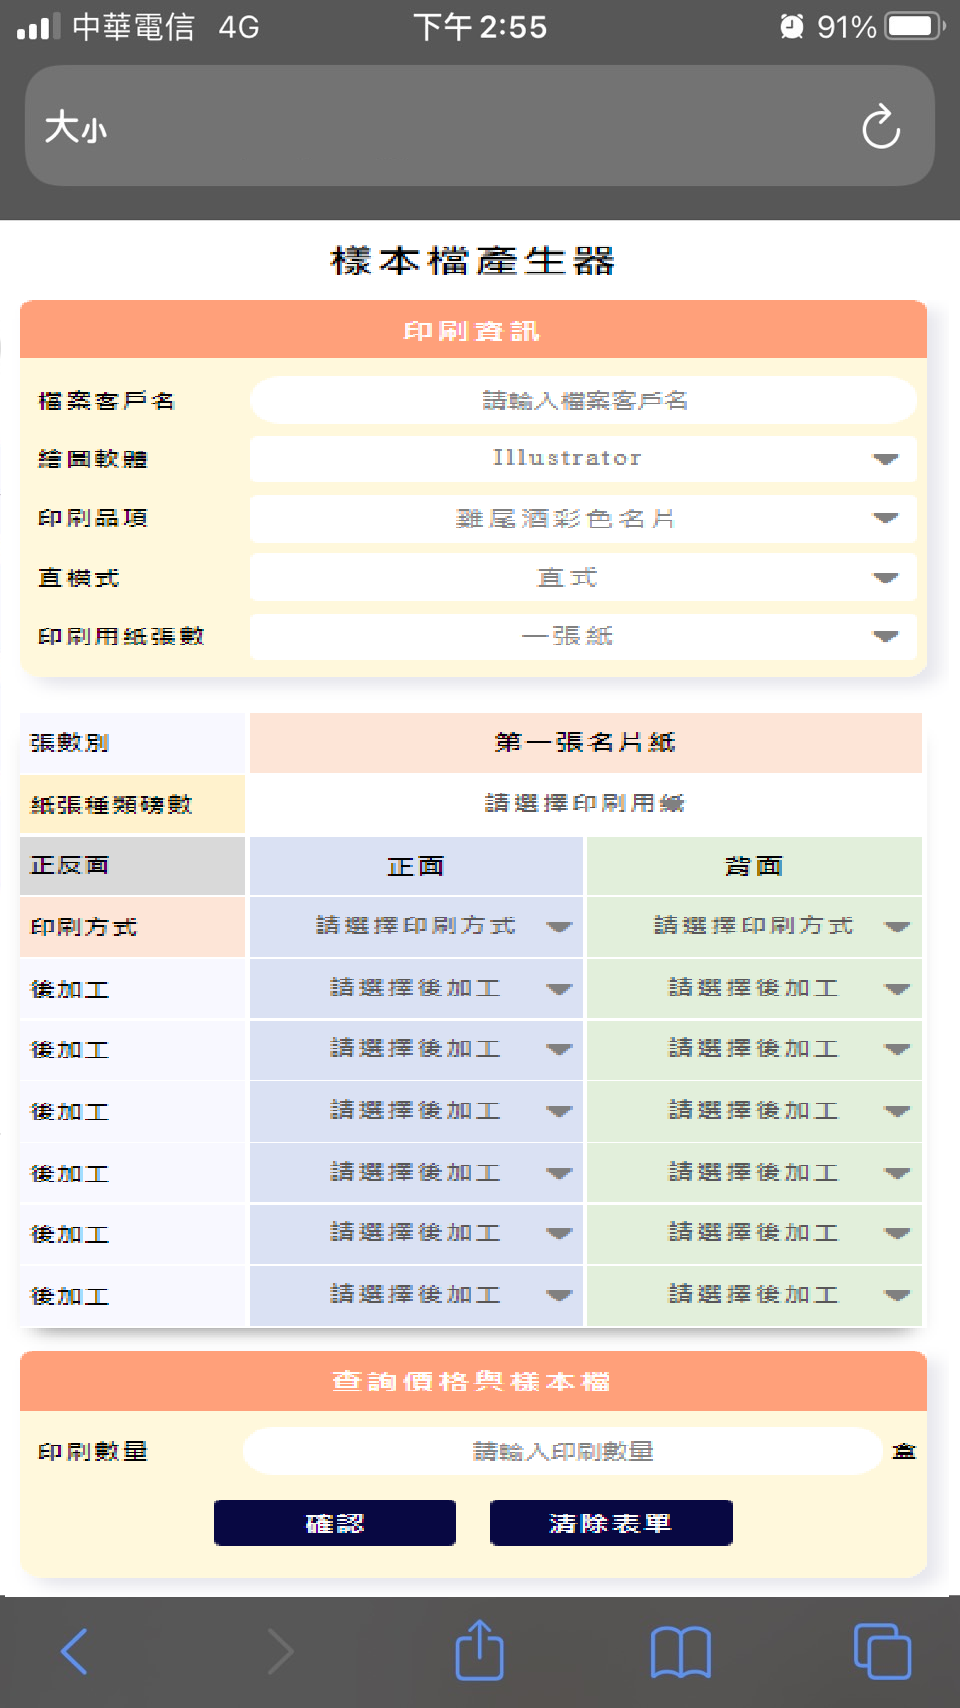 中華電信 4G 下午 2:55 91%
大小
樣本檔產生器
印刷資訊
檔案客戶名 請輸入檔案客戶名
繪圖軟體 Illustrator
印刷品項 雞尾酒彩色名片
直橫式 直式
印刷用紙張數 一張紙
張數別 第一張名片紙
紙張種類磅數 請選擇印刷用紙
正反面 正面 背面
印刷方式 請選擇印刷方式 請選擇印刷方式
後加工 請選擇後加工 請選擇後加工
後加工 請選擇後加工 請選擇後加工
後加工 請選擇後加工 請選擇後加工
後加工 請選擇後加工 請選擇後加工
後加工 請選擇後加工 請選擇後加工
後加工 請選擇後加工 請選擇後加工
查詢價格與樣本檔
印刷數量 請輸入印刷數量 盒
確認 清除表單